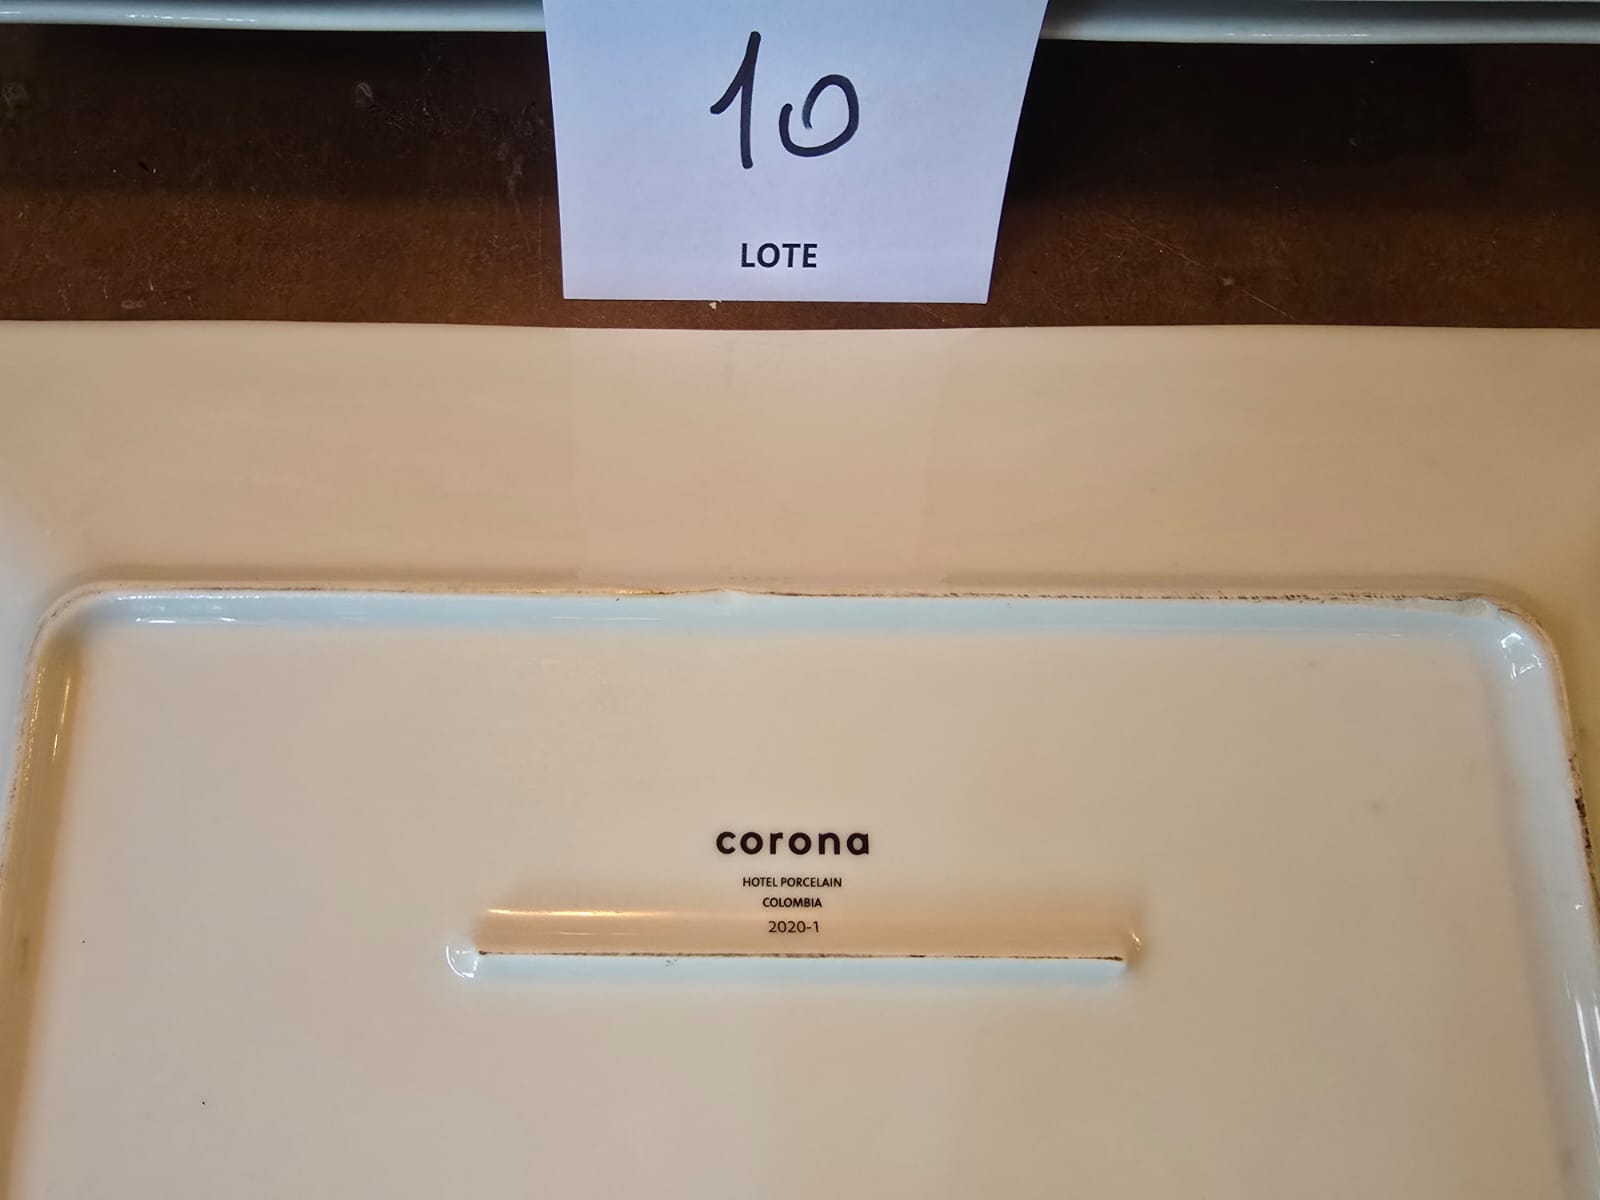 10
LOTE
corona
HOTEL PORCELAIN
COLOMBIA
2020-1